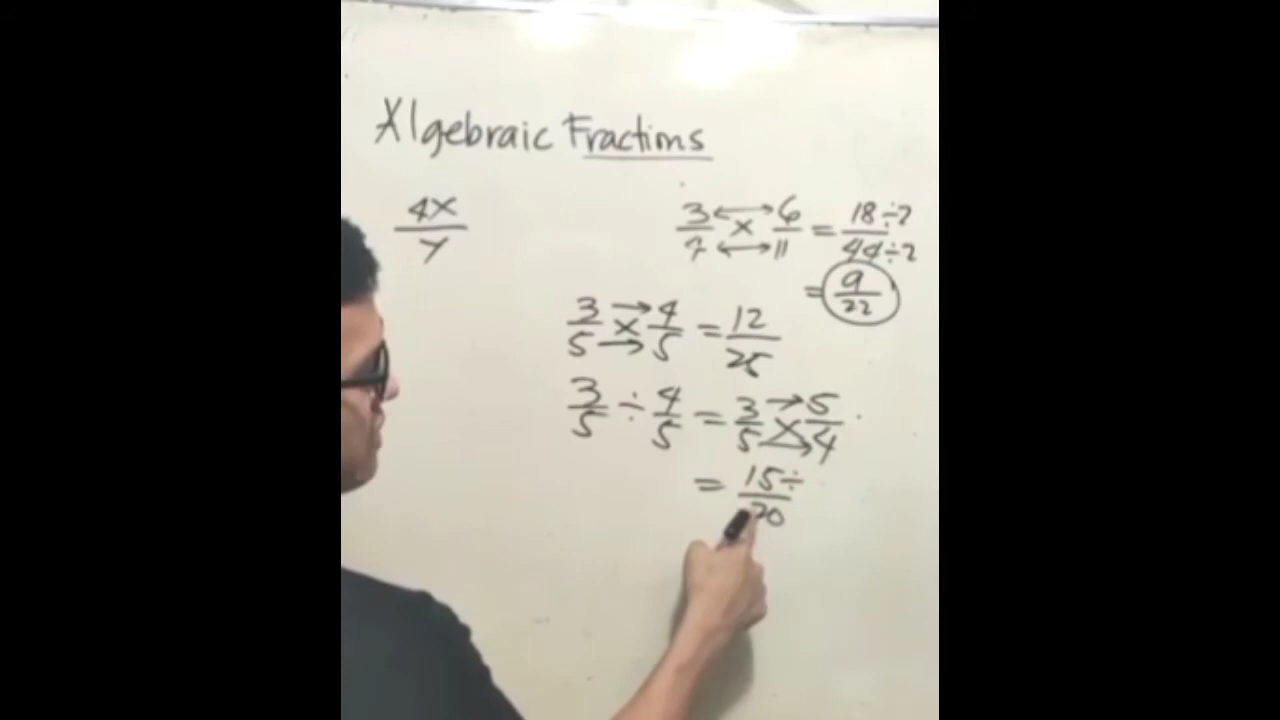 Algebraic Fractions
4x/y
3/7 × 6/11 = 18÷2/44÷2
= 9/22
3/5 × 4/5 = 12/25
3/5 ÷ 4/5 = 3/5 × 5/4
= 15÷/20